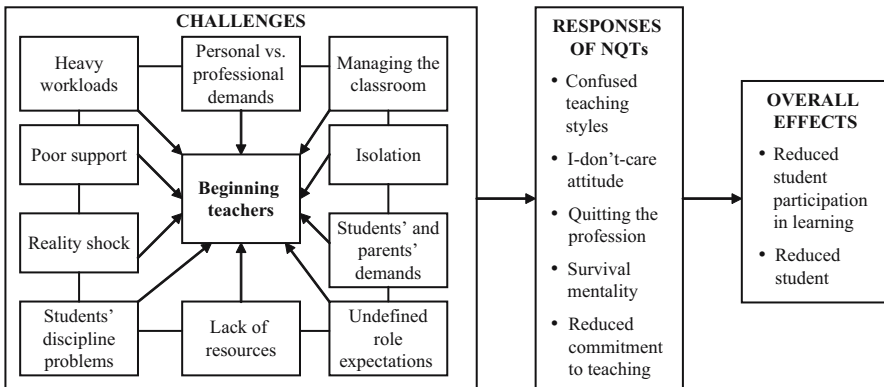 CHALLENGES
Heavy
workloads
Personal vs.
professional
demands
Managing the
classroom
Poor support
Isolation
Beginning
teachers
Reality shock
Students' and
parents'
demands
Students'
discipline
problems
Lack of
resources
Undefined
role
expectations
RESPONSES
OF NQTs
• Confused
teaching
styles
• I-don't-care
attitude
• Quitting the
profession
• Survival
mentality
• Reduced
commitment
to teaching
OVERALL
EFFECTS
• Reduced
student
participation
in learning
• Reduced
student